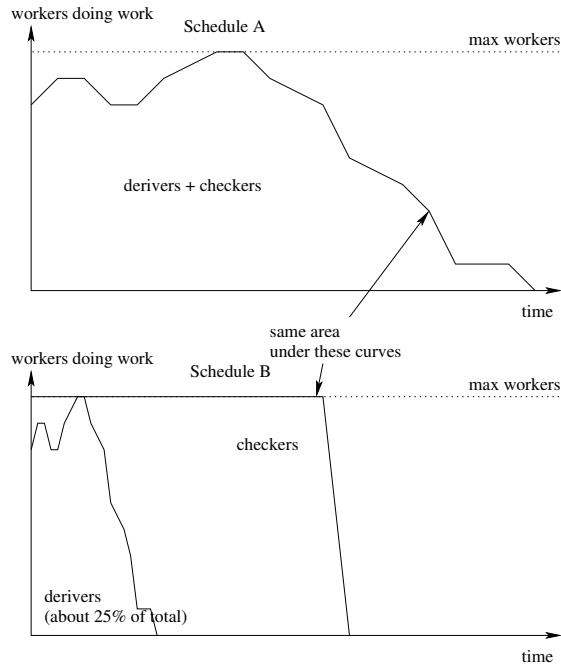 workers doing work
Schedule A
max workers
derivers + checkers
time
same area
under these curves
workers doing work
Schedule B
max workers
checkers
derivers
(about 25% of total)
time